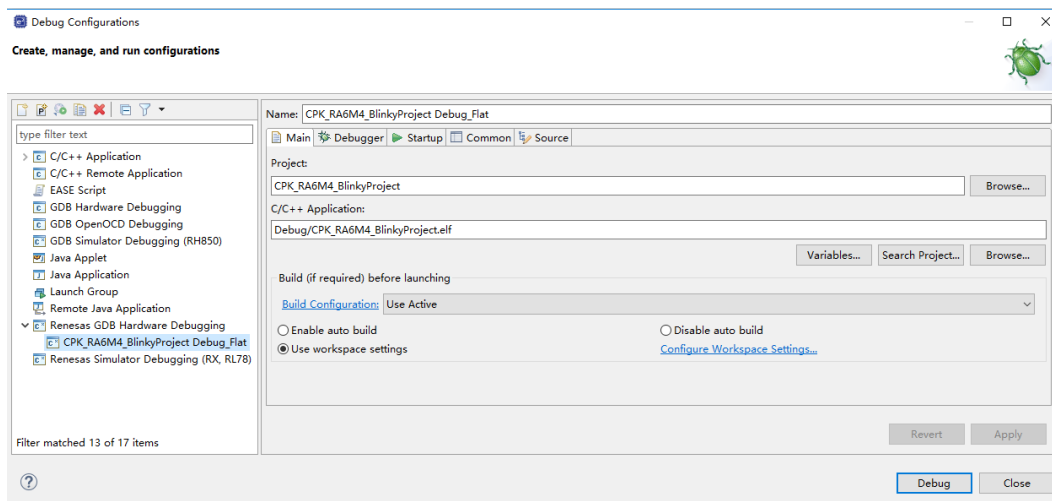 Debug Configurations
Create, manage, and run configurations
type filter text
C/C++ Application
C/C++ Remote Application
EASE Script
GDB Hardware Debugging
GDB OpenOCD Debugging
GDB Simulator Debugging (RH850)
Java Applet
Java Application
Launch Group
Remote Java Application
Renesas GDB Hardware Debugging
CPK_RA6M4_BlinkyProject Debug_Flat
Renesas Simulator Debugging (RX, RL78)
Filter matched 13 of 17 items
Name: CPK_RA6M4_BlinkyProject Debug_Flat
Main Debugger Startup Common Source
Project:
CPK_RA6M4_BlinkyProject Browse...
C/C++ Application:
Debug/CPK_RA6M4_BlinkyProject.elf
Variables... Search Project... Browse...
Build (if required) before launching
Build Configuration: Use Active
Enable auto build Disable auto build
Use workspace settings Configure Workspace Settings...
Revert Apply
? Debug Close